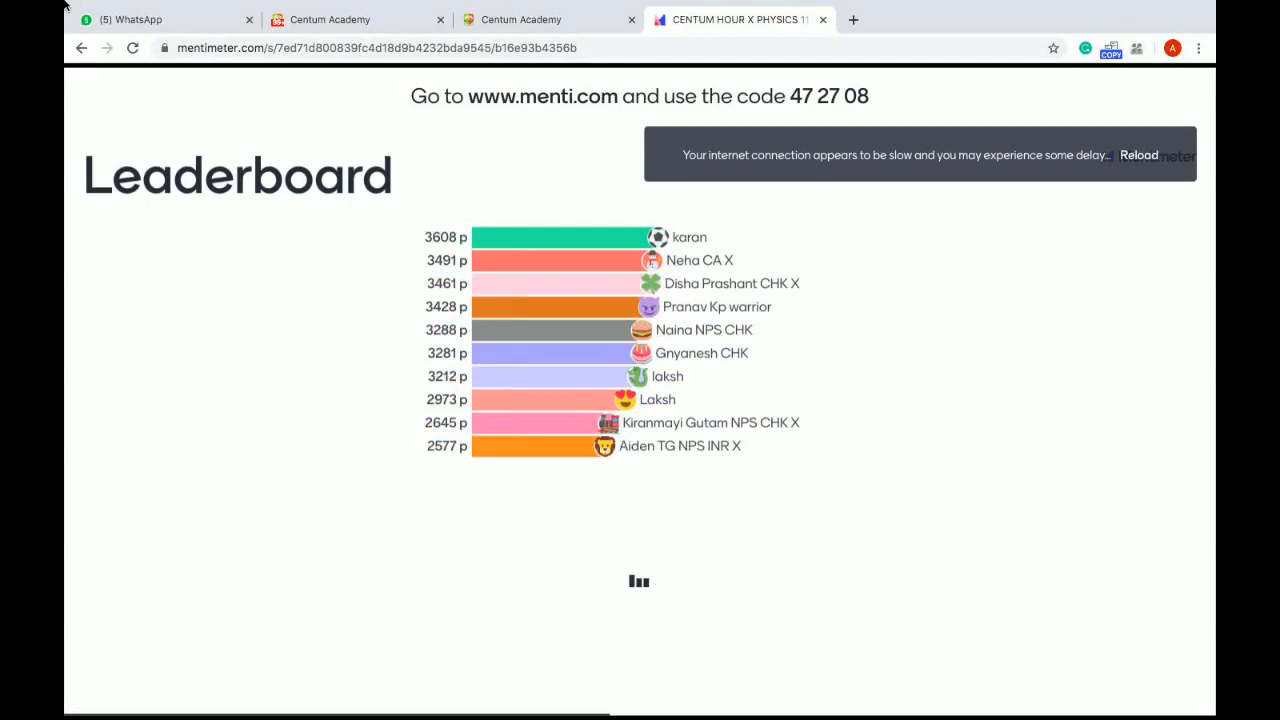 (5) WhatsApp
Centum Academy
Centum Academy
CENTUM HOUR X PHYSICS 11
mentimeter.com/s/7ed71d800839fc4d18d9b4232bda9545/b16e93b4356b
COPY
A
Go to www.menti.com and use the code 47 27 08
Your internet connection appears to be slow and you may experience some delay... Reload
Leaderboard
3608 p karan
3491 p Neha CA X
3461 p Disha Prashant CHK X
3428 p Pranav Kp warrior
3288 p Naina NPS CHK
3281 p Gnyanesh CHK
3212 p laksh
2973 p Laksh
2645 p Kiranmayi Gutam NPS CHK X
2577 p Aiden TG NPS INR X